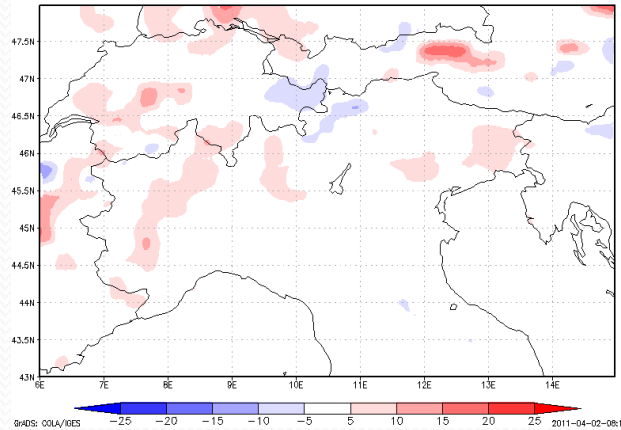 47.5N
47N
46.5N
46N
45.5N
45N
44.5N
44N
43.5N
43N
6E 7E 8E 9E 10E 11E 12E 13E 14E
-25 -20 -15 -10 -5 5 10 15 20 25
GrADS: COLA/IGES 2011-04-02-08:1